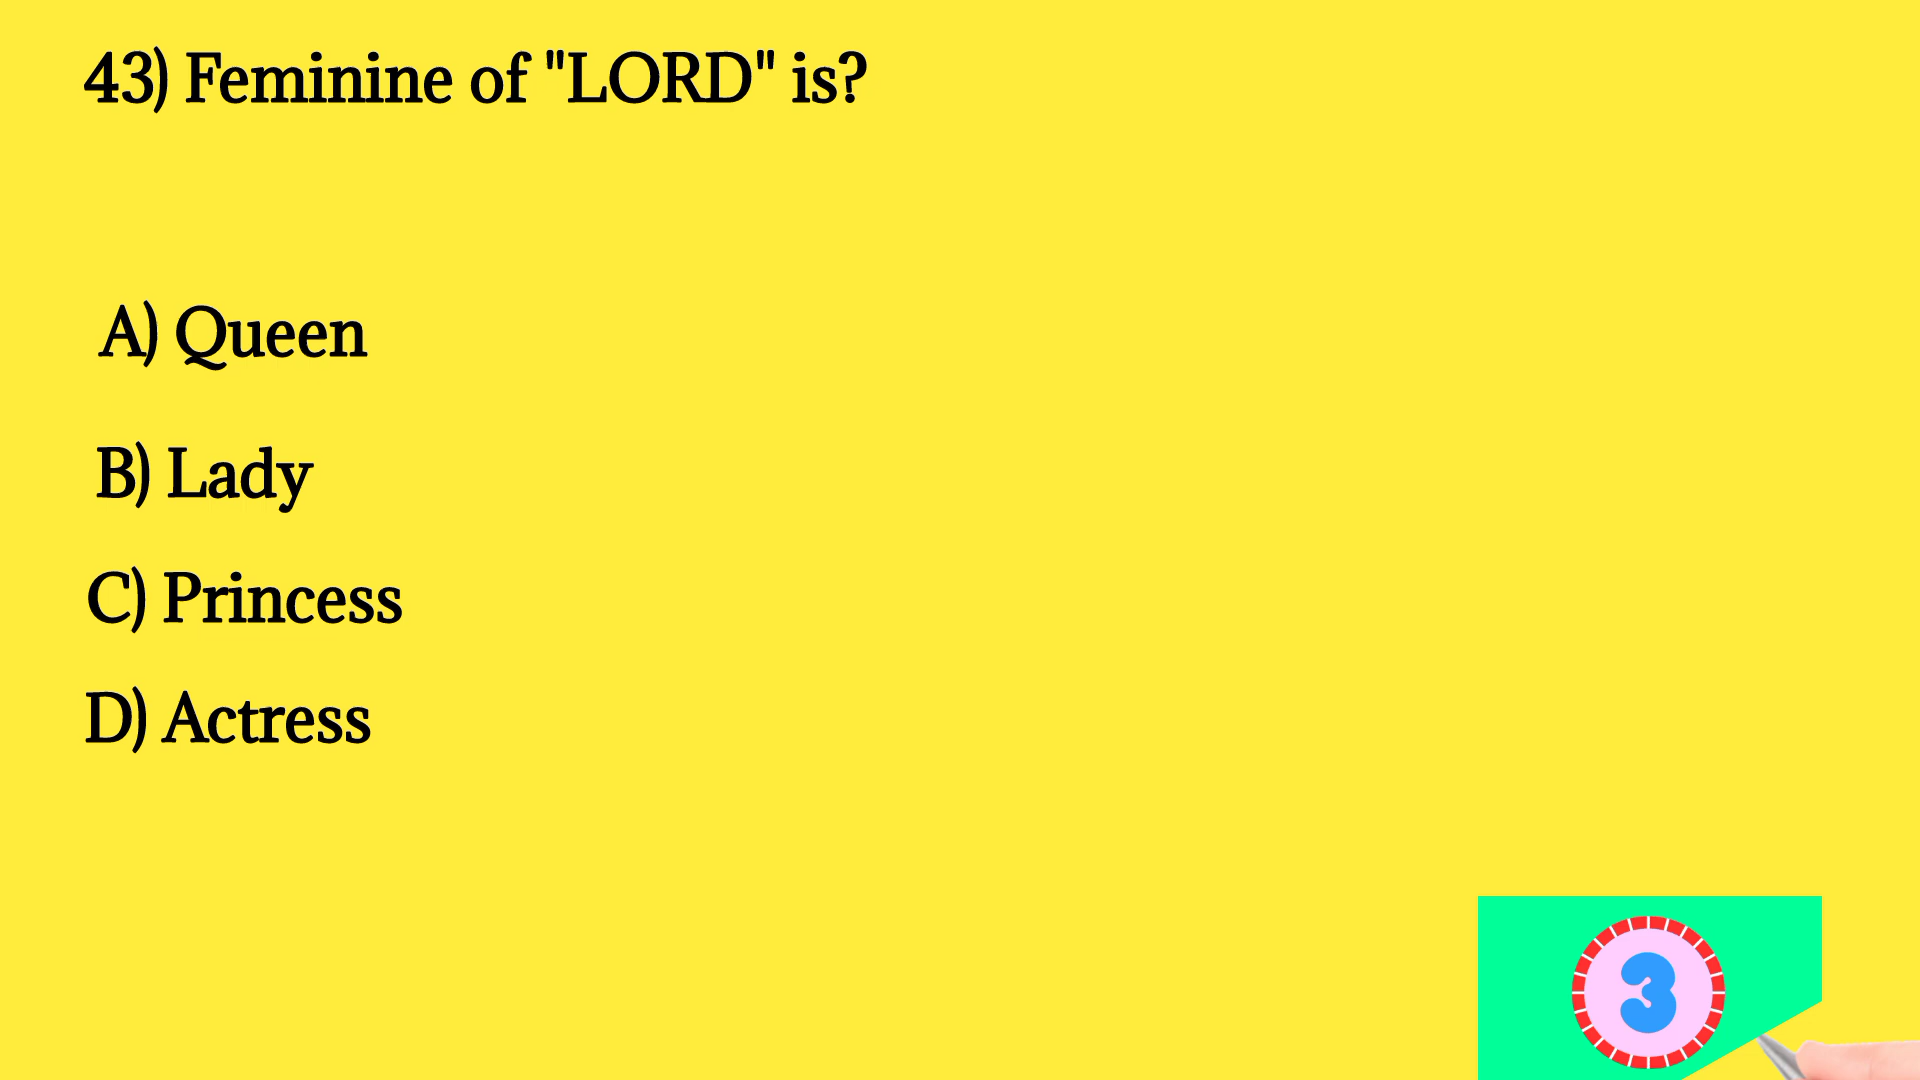 43) Feminine of "LORD" is?
A) Queen
B) Lady
C) Princess
D) Actress
3